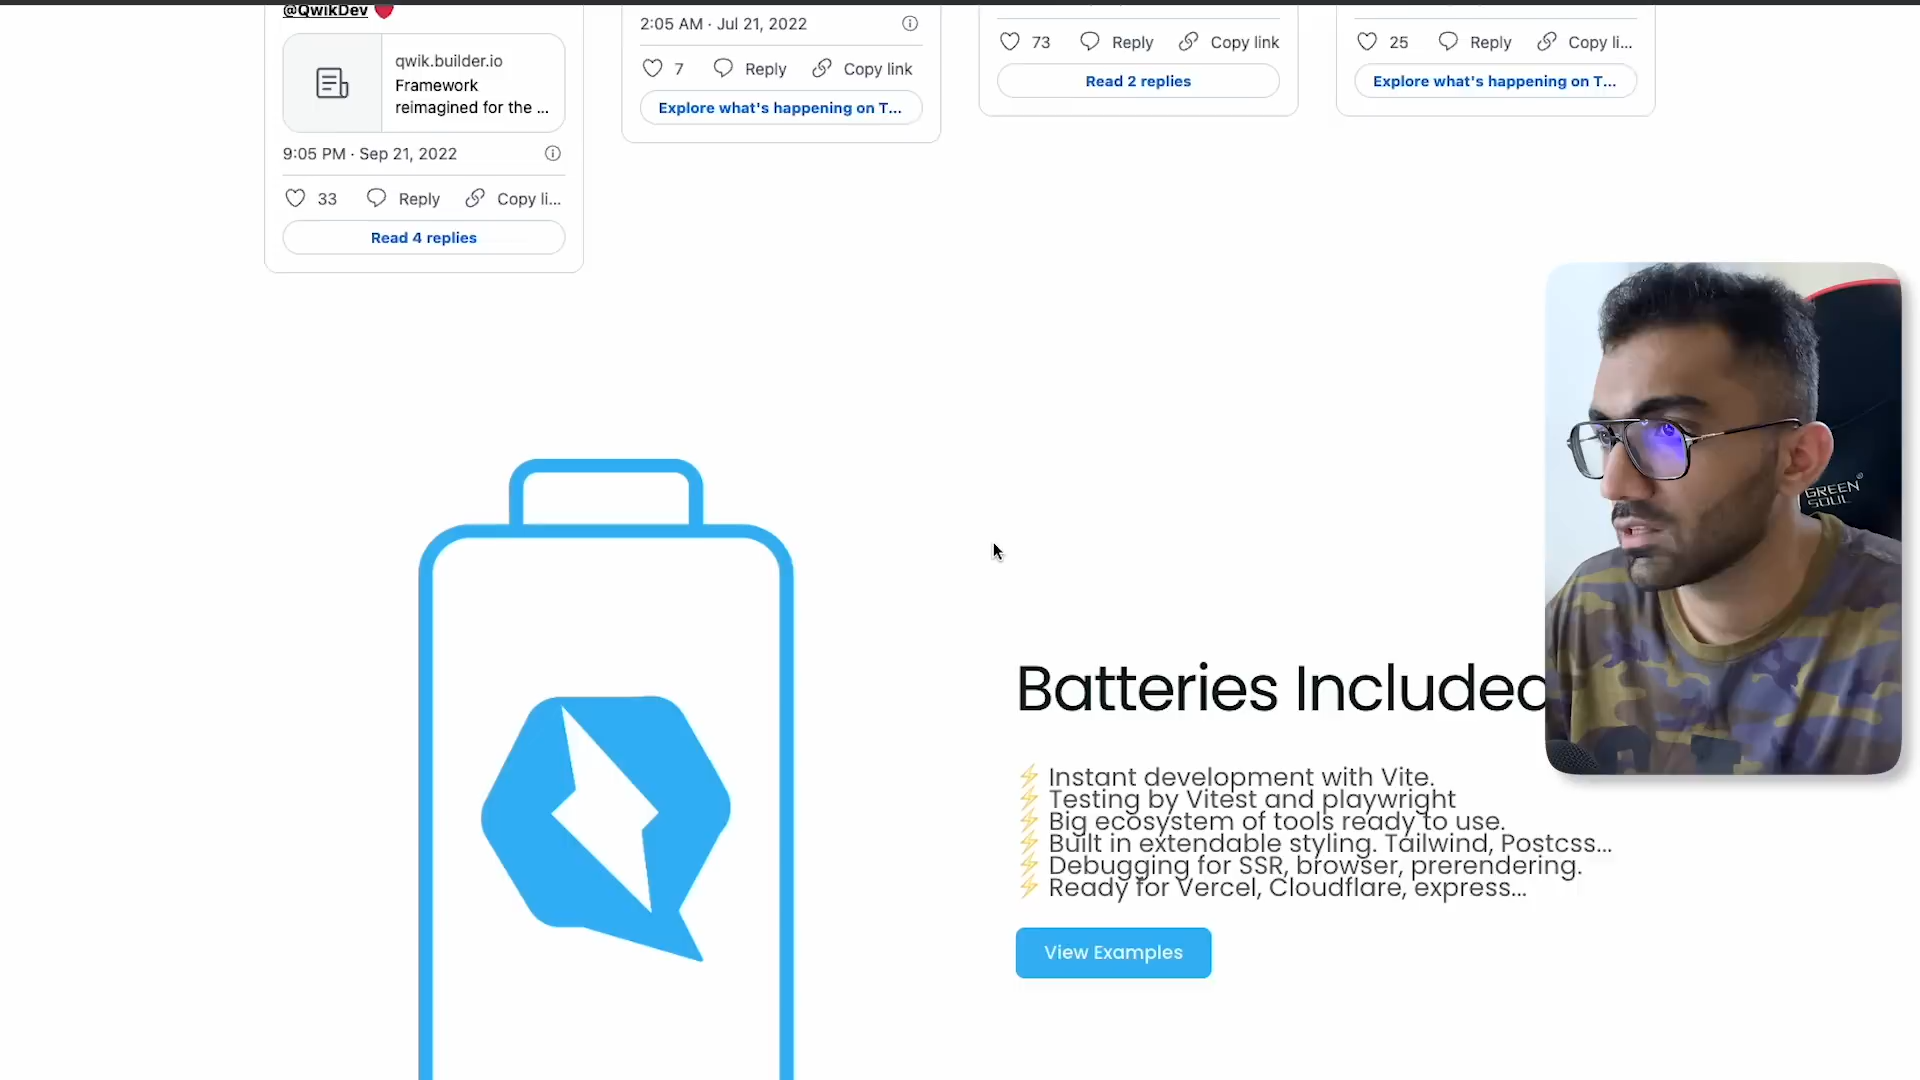 @QwikDev
qwik.builder.io
Framework
reimagined for the ...
9:05 PM · Sep 21, 2022
33 Reply Copy li...
Read 4 replies
2:05 AM · Jul 21, 2022
7 Reply Copy link
Explore what's happening on T...
73 Reply Copy link
Read 2 replies
25 Reply Copy li...
Explore what's happening on T...
GREEN
SOUL
Batteries Included
⚡ Instant development with Vite.
⚡ Testing by Vitest and playwright
⚡ Big ecosystem of tools ready to use.
⚡ Built in extendable styling. Tailwind, Postcss...
⚡ Debugging for SSR, browser, prerendering.
⚡ Ready for Vercel, Cloudflare, express...
View Examples